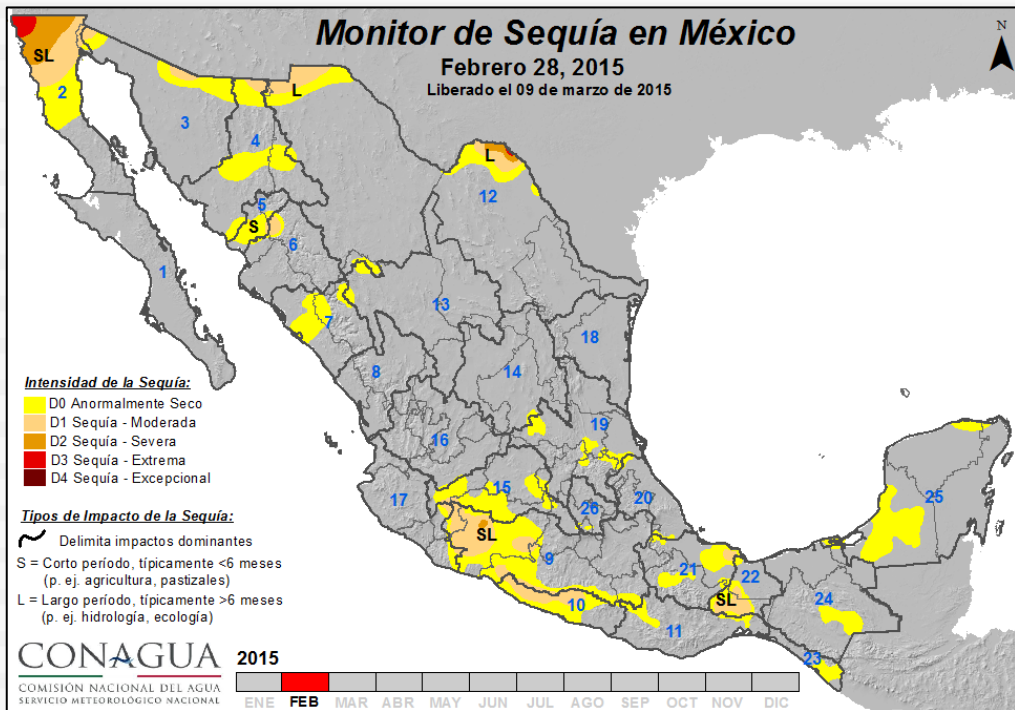 Monitor de Sequía en México
Febrero 28, 2015
Liberado el 09 de marzo de 2015
N
SL
2
3
4
L
L
12
5
S
6
1
7
13
18
8
14
Intensidad de la Sequía:
D0 Anormalmente Seco
D1 Sequía - Moderada
D2 Sequía - Severa
D3 Sequía - Extrema
D4 Sequía - Excepcional
19
16
15
17
26
20
25
Tipos de Impacto de la Sequía:
Delimita impactos dominantes
S = Corto período, típicamente <6 meses
(p. ej. agricultura, pastizales)
L = Largo período, típicamente >6 meses
(p. ej. hidrología, ecología)
SL
9
21
22
SL
10
24
11
23
CONAGUA
COMISIÓN NACIONAL DEL AGUA
SERVICIO METEOROLÓGICO NACIONAL
2015
ENE FEB MAR ABR MAY JUN JUL AGO SEP OCT NOV DIC